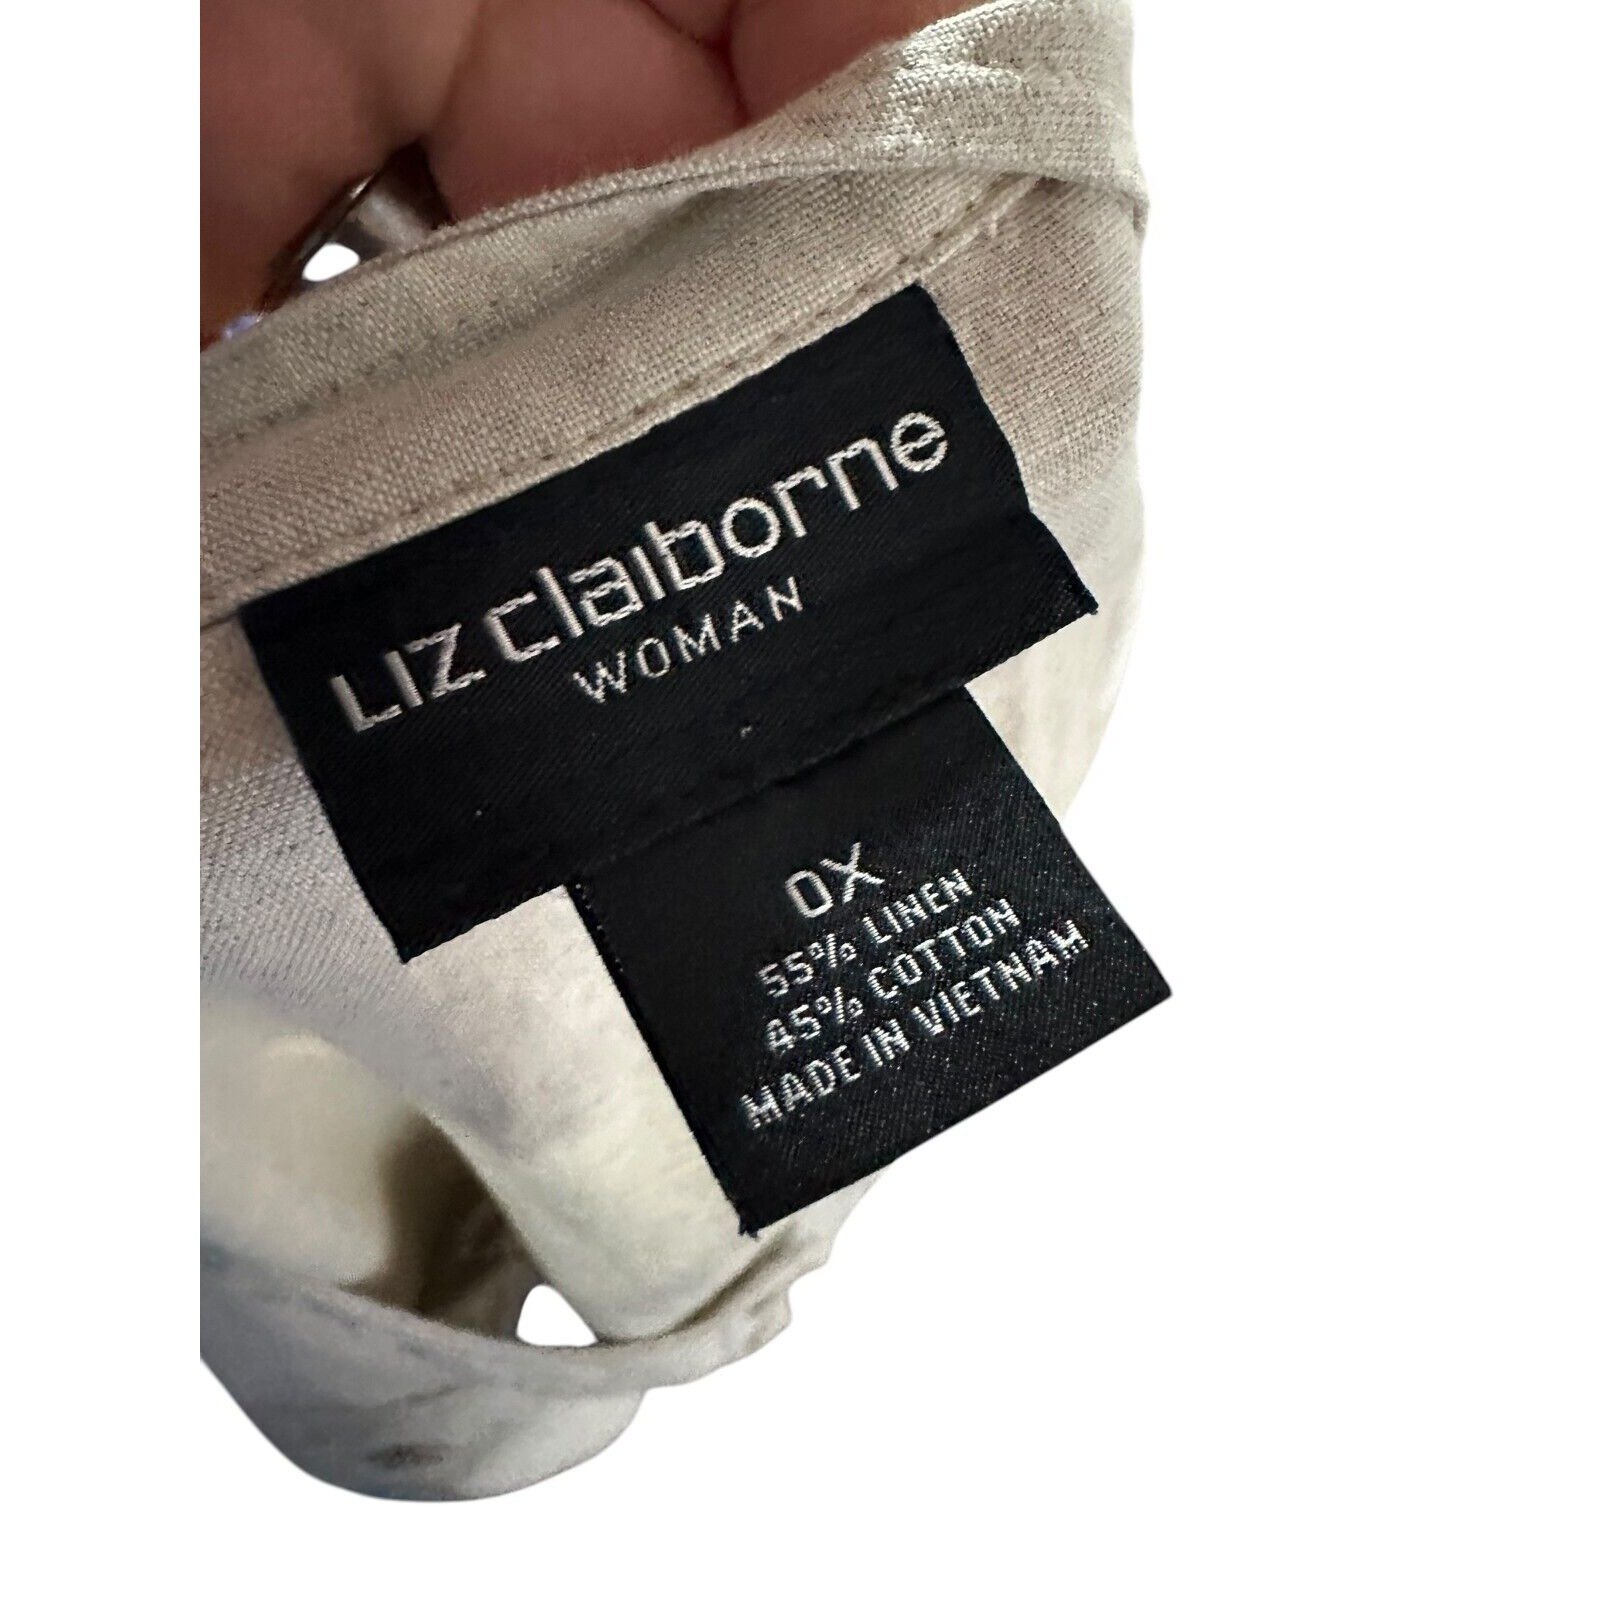 LIZ claiborne
WOMAN
0X
55% LINEN
45% COTTON
MADE IN VIETNAM